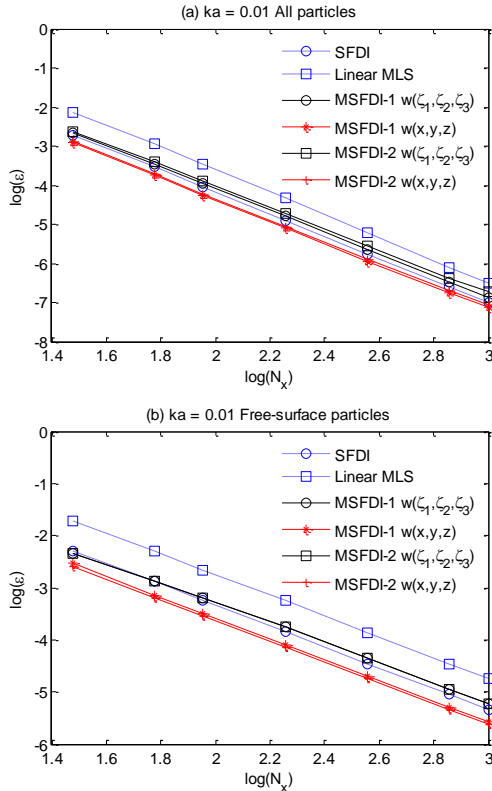 (a) ka = 0.01 All particles
0
-1
-2
-3
-4
-5
-6
-7
-8
log(ε)
SFDI
Linear MLS
MSFDI-1 w(ζ₁,ζ₂,ζ₃)
MSFDI-1 w(x,y,z)
MSFDI-2 w(ζ₁,ζ₂,ζ₃)
MSFDI-2 w(x,y,z)
1.4 1.6 1.8 2 2.2 2.4 2.6 2.8 3
log(Nₓ)
(b) ka = 0.01 Free-surface particles
0
-1
-2
-3
-4
-5
-6
log(ε)
SFDI
Linear MLS
MSFDI-1 w(ζ₁,ζ₂,ζ₃)
MSFDI-1 w(x,y,z)
MSFDI-2 w(ζ₁,ζ₂,ζ₃)
MSFDI-2 w(x,y,z)
1.4 1.6 1.8 2 2.2 2.4 2.6 2.8 3
log(Nₓ)